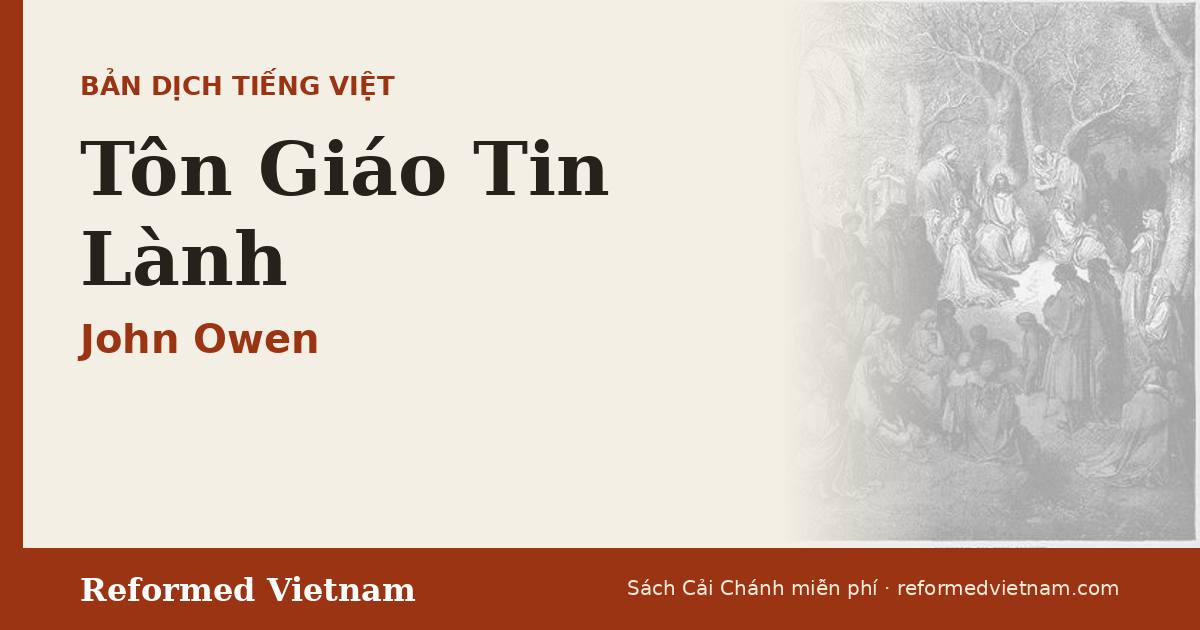 BẢN DỊCH TIẾNG VIỆT
Tôn Giáo Tin
Lành
John Owen
Reformed Vietnam
Sách Cải Chánh miễn phí · reformedvietnam.com